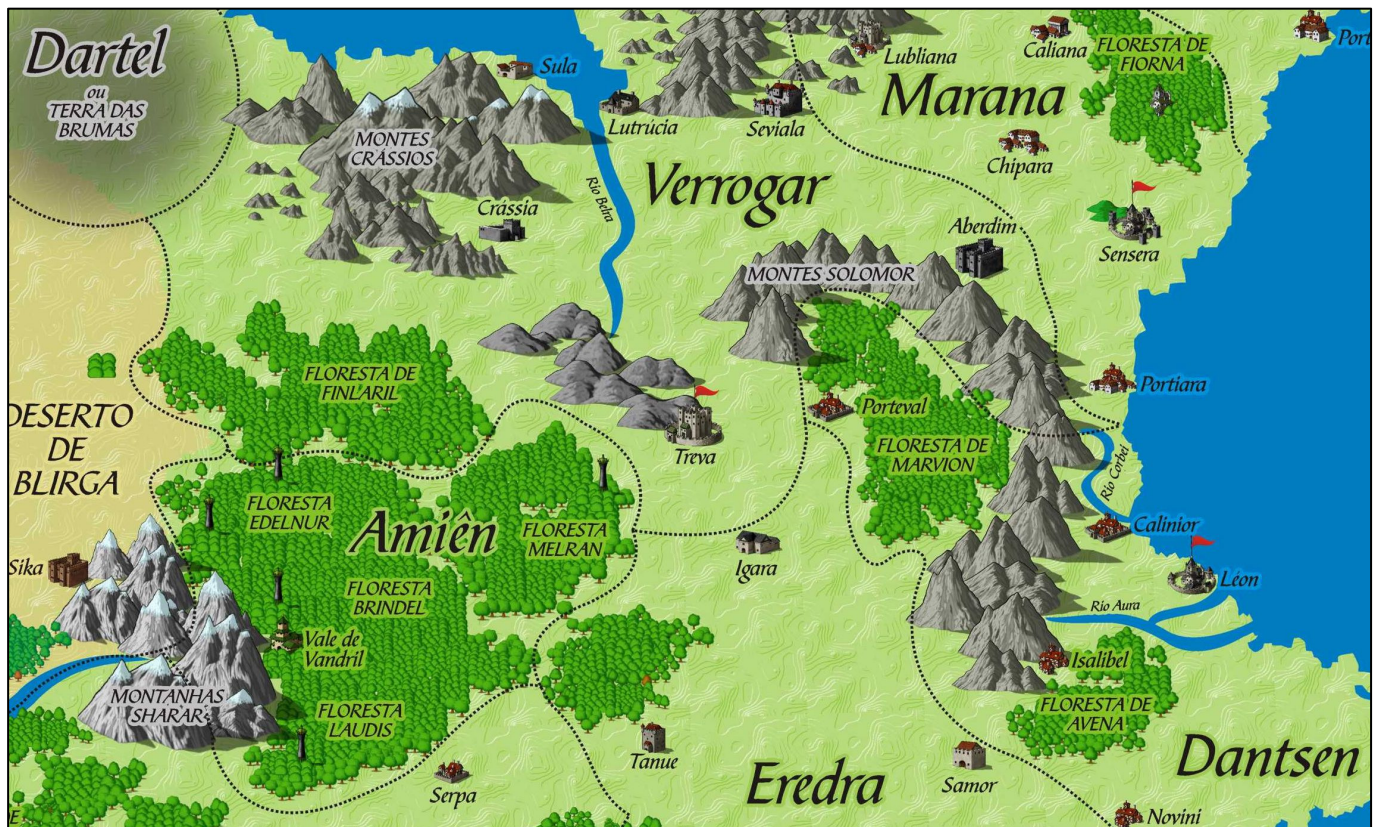 Dartel
ou
TERRA DAS
BRUMAS
Sula
MONTES
CRÁSSIOS
Crássia
Rio Belra
Lutrúcia
Seviala
Lubliana
Caliana
FLORESTA DE
FIORNA
Port
Marana
Chipara
Verrogar
Aberdim
Sensera
MONTES SOLOMOR
FLORESTA DE
FINLARIL
Portiara
Porteval
DESERTO
DE
BLIRGA
Treva
FLORESTA DE
MARVION
Rio Corbel
FLORESTA
EDELNUR
Amiên
FLORESTA
MELRAN
Calinior
Sika
Igara
Léon
FLORESTA
BRINDEL
Rio Aura
Vale de
Vandril
Isalibel
MONTANHAS
SHARAR
FLORESTA
LAUDIS
FLORESTA DE
AVENA
Tanue
Serpa
Eredra
Samor
Dantsen
Novini